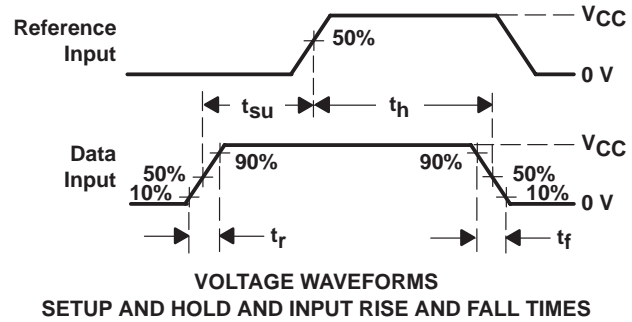 Reference
Input
50%
VCC
0 V
tsu
th
Data
Input
50%
10%
90%
90%
VCC
50%
10%
0 V
tr
tf
VOLTAGE WAVEFORMS
SETUP AND HOLD AND INPUT RISE AND FALL TIMES